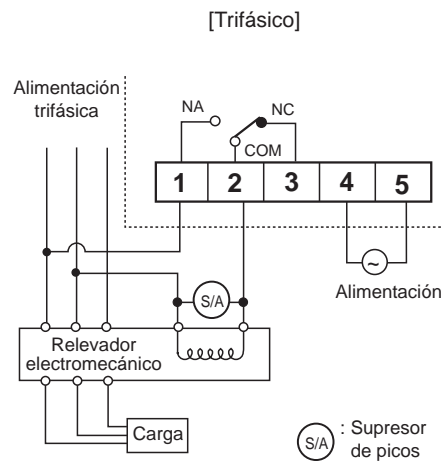 [Trifásico]
Alimentación
trifásica
NA
NC
COM
1 2 3 4 5
~
S/A
Alimentación
Relevador
electromecánico
Carga
S/A : Supresor
de picos